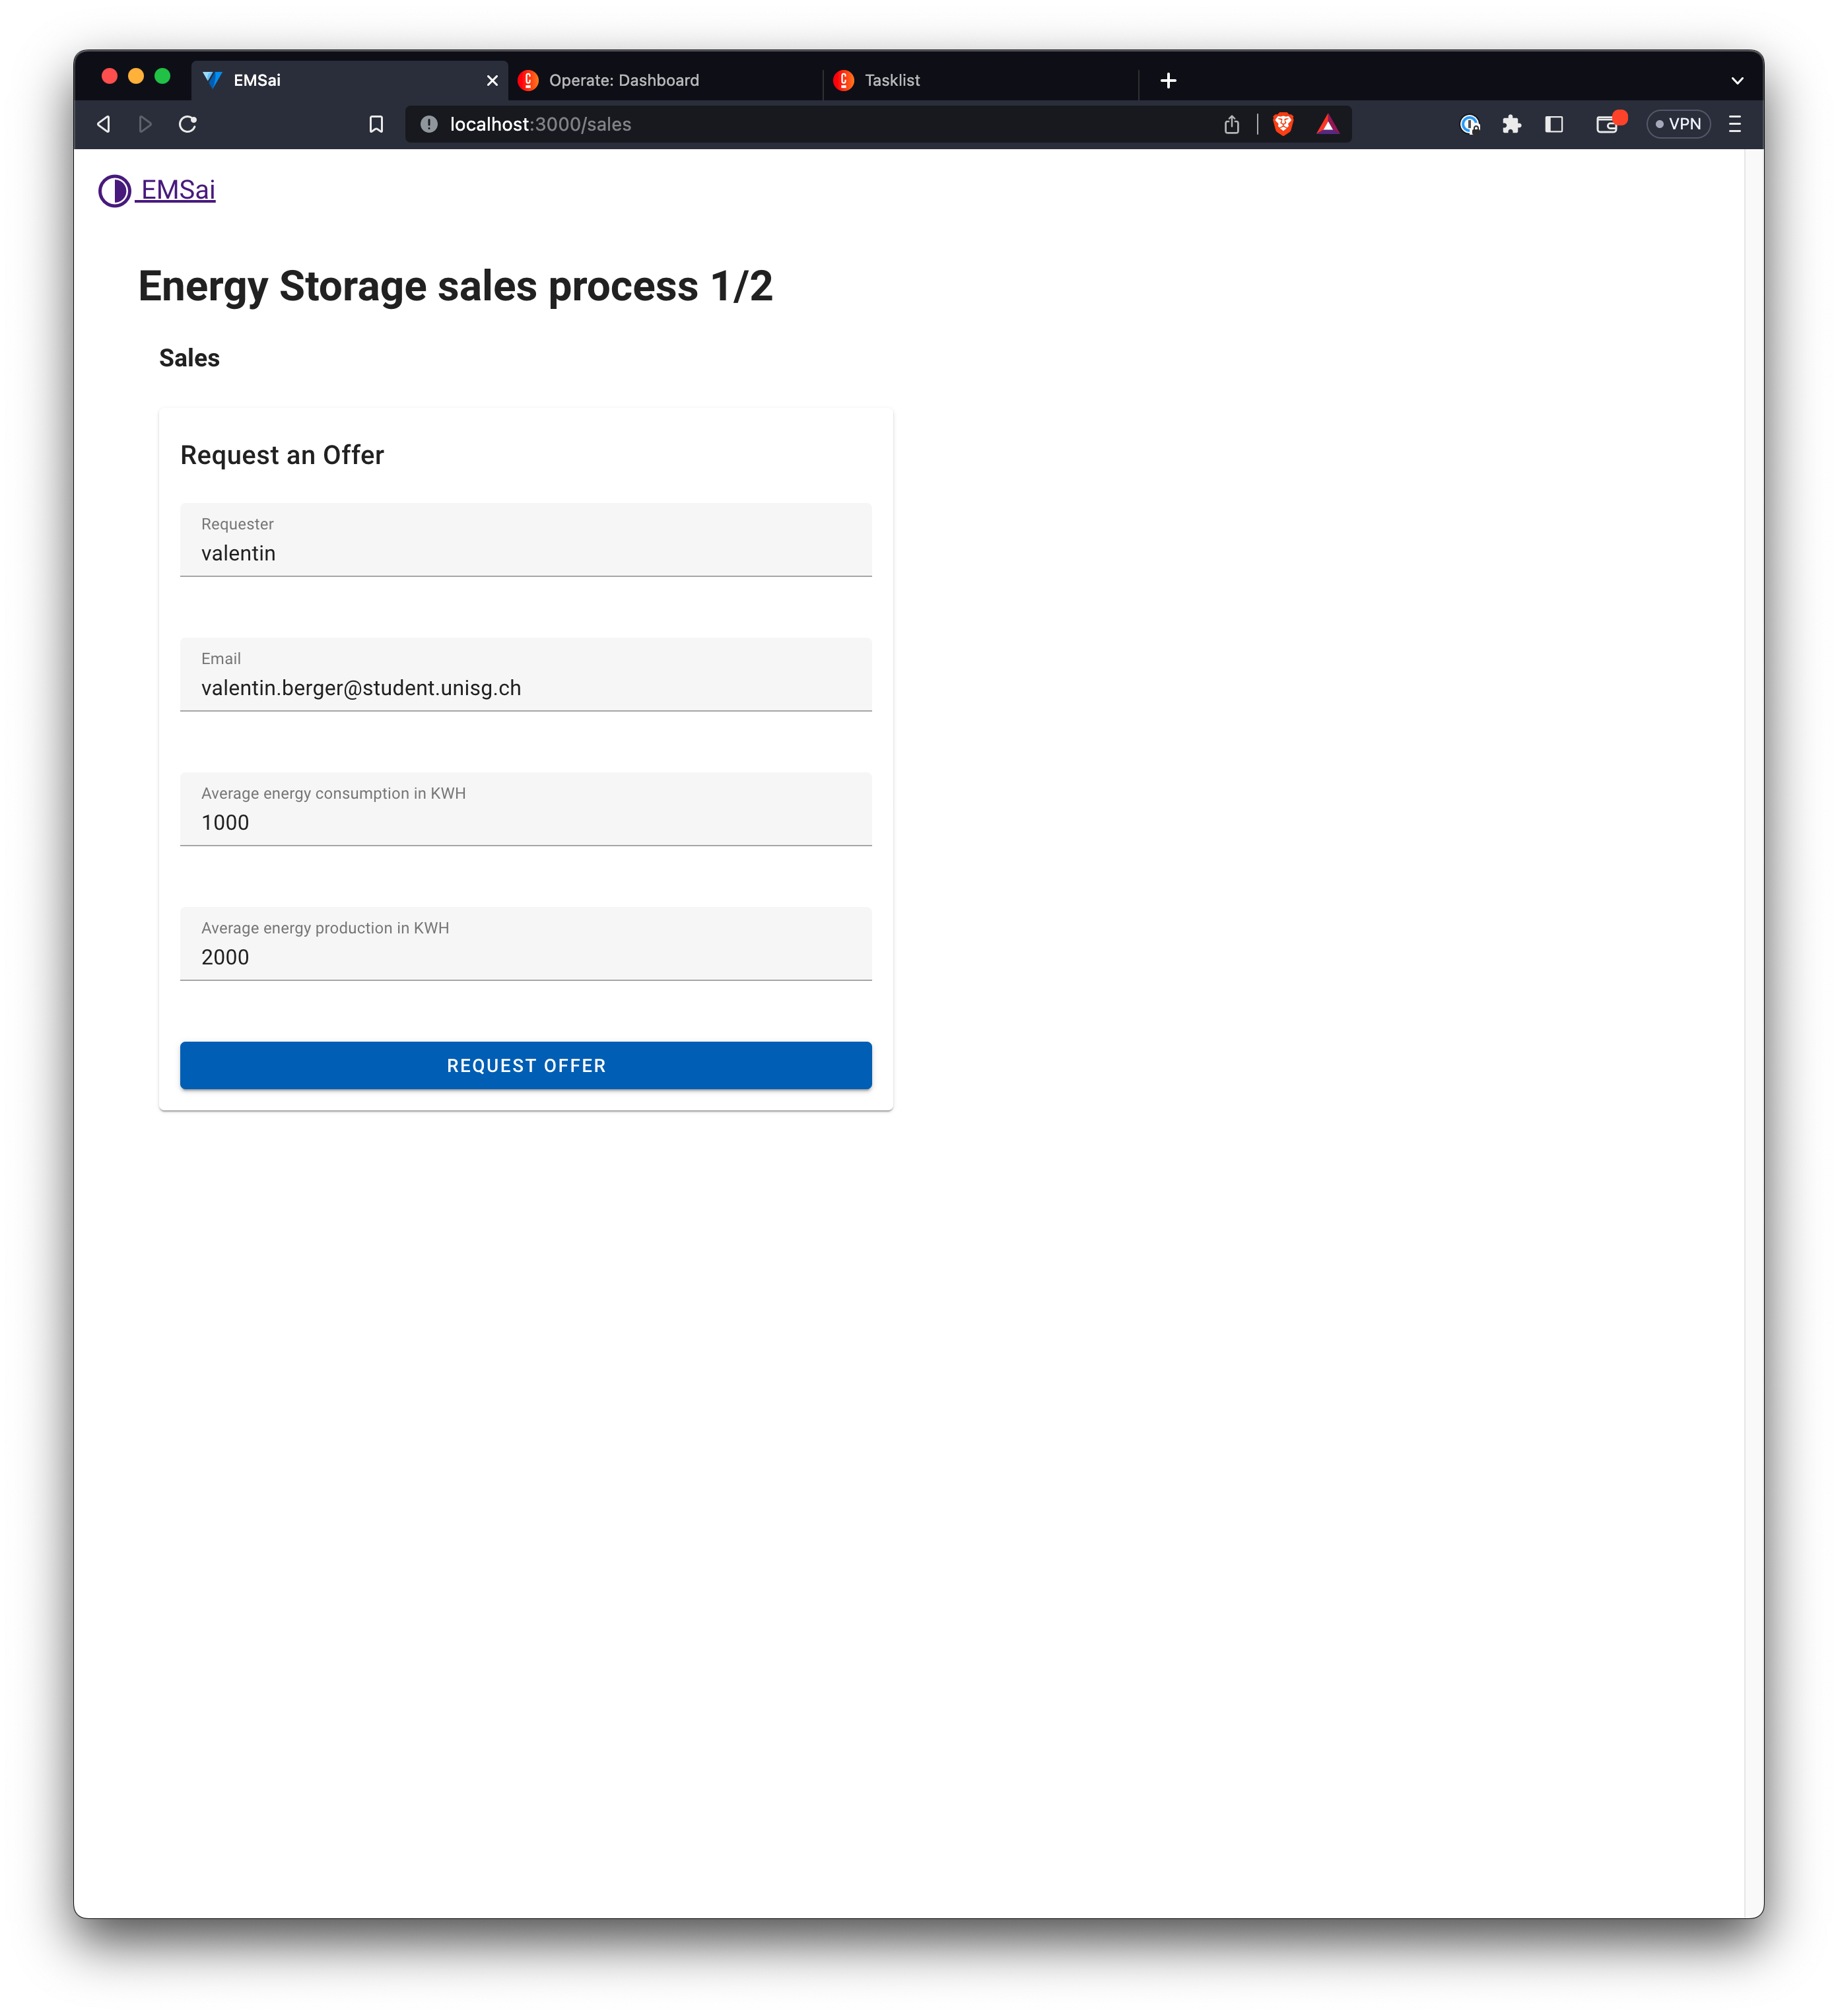 EMSai
Operate: Dashboard
Tasklist
localhost:3000/sales
VPN
EMSai
Energy Storage sales process 1/2
Sales
Request an Offer
Requester
valentin
Email
valentin.berger@student.unisg.ch
Average energy consumption in KWH
1000
Average energy production in KWH
2000
REQUEST OFFER